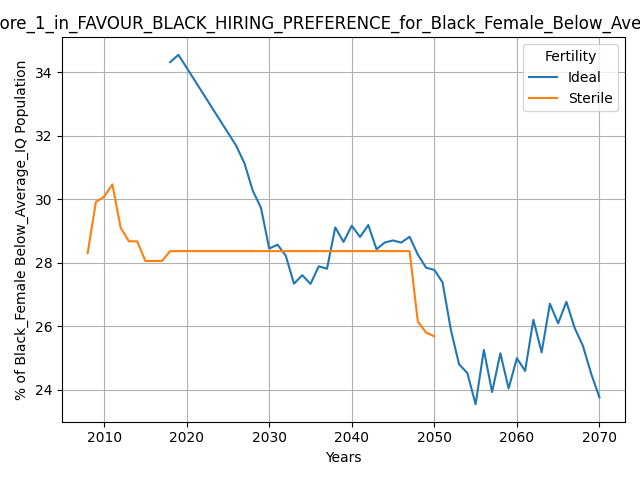 ore_1_in_FAVOUR_BLACK_HIRING_PREFERENCE_for_Black_Female_Below_Ave
Fertility
Ideal
Sterile
% of Black_Female Below_Average_IQ Population
34
32
30
28
26
24
2010 2020 2030 2040 2050 2060 2070
Years